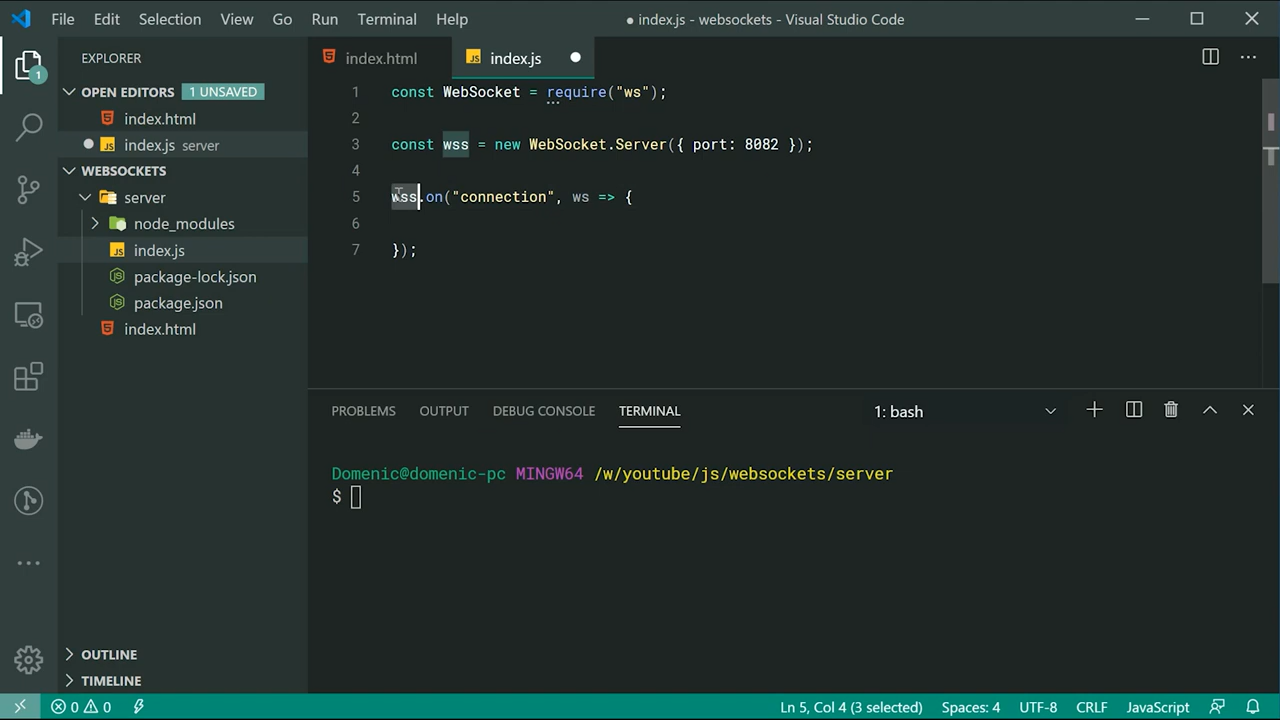 File Edit Selection View Go Run Terminal Help ● index.js - websockets - Visual Studio Code
EXPLORER
index.html index.js
OPEN EDITORS 1 UNSAVED
index.html
index.js server
WEBSOCKETS
server
node_modules
index.js
package-lock.json
package.json
index.html
OUTLINE
TIMELINE
1
1 const WebSocket = require("ws");
2
3 const wss = new WebSocket.Server({ port: 8082 });
4
5 wss.on("connection", ws => {
6
7 });
PROBLEMS OUTPUT DEBUG CONSOLE TERMINAL 1: bash
Domenic@domenic-pc MINGW64 /w/youtube/js/websockets/server
$
0 0 Ln 5, Col 4 (3 selected) Spaces: 4 UTF-8 CRLF JavaScript